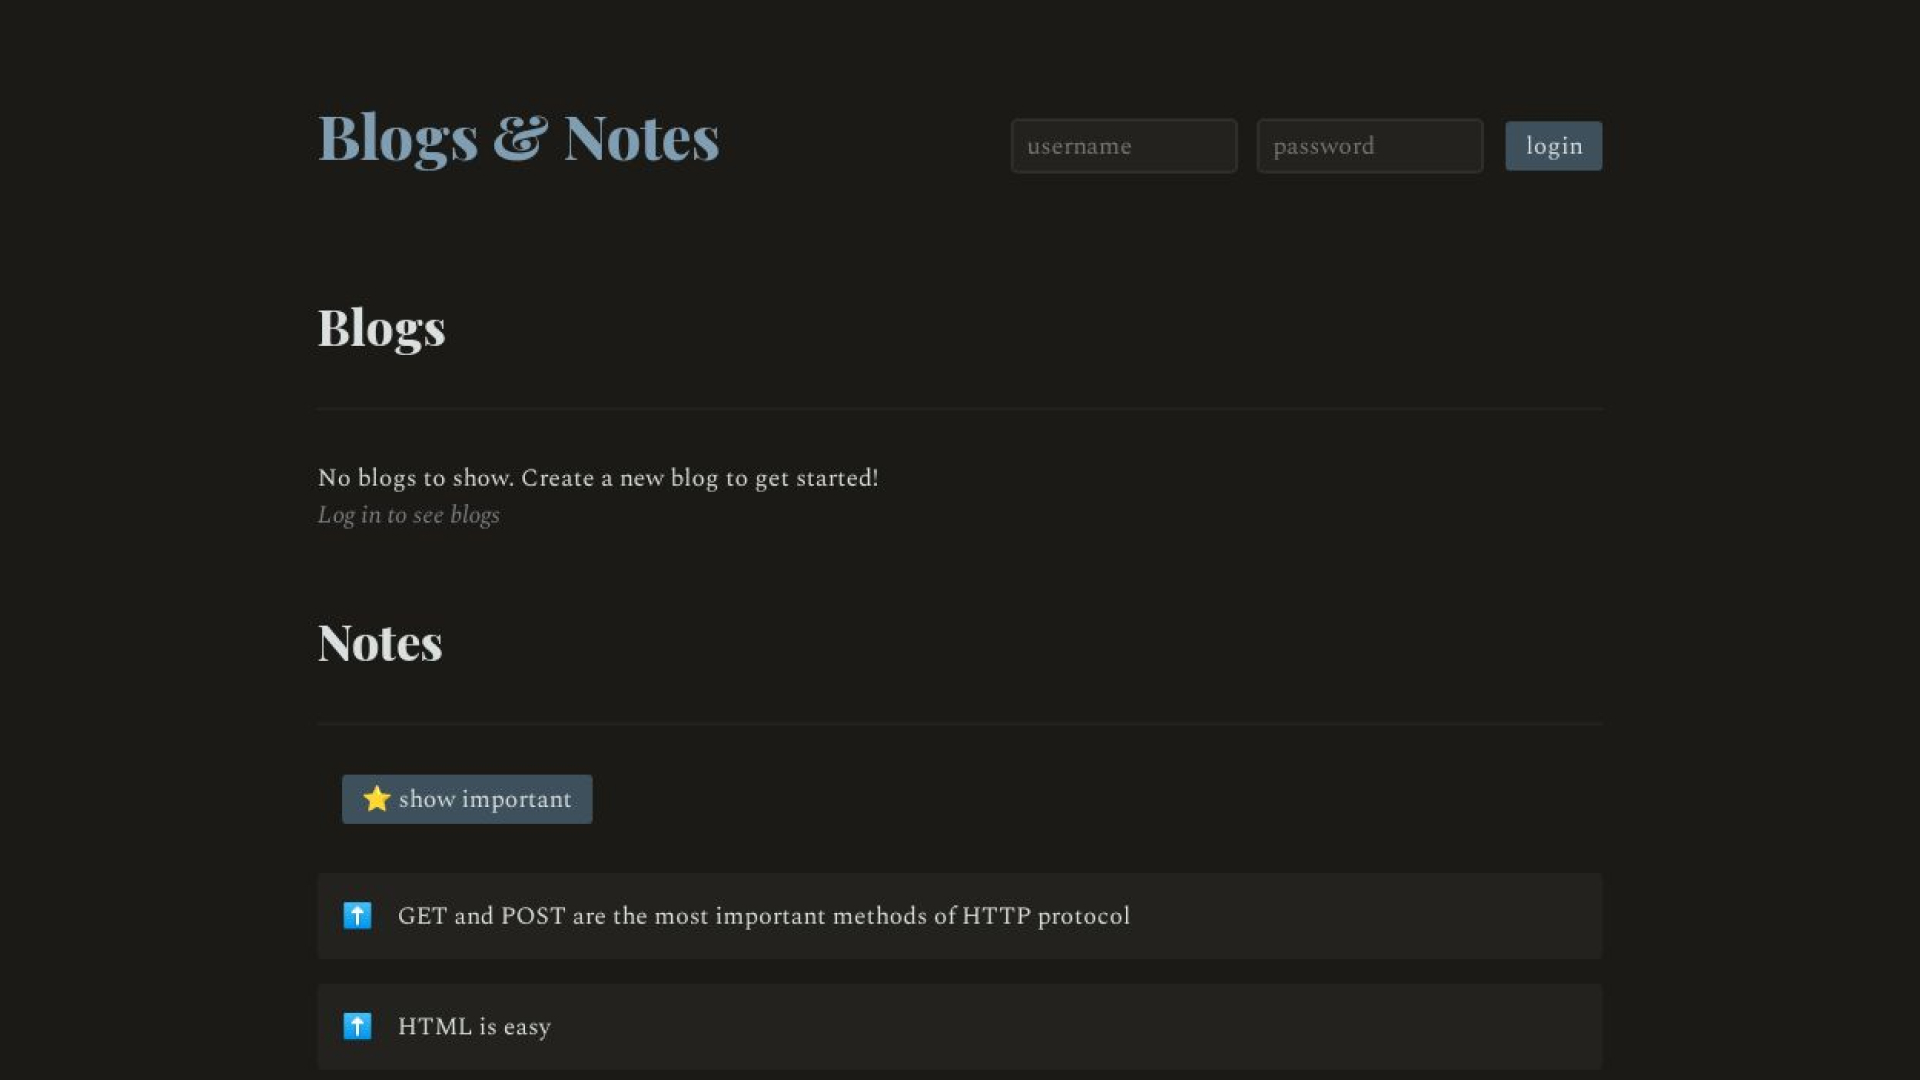 Blogs & Notes
username
password
login
Blogs
No blogs to show. Create a new blog to get started!
Log in to see blogs
Notes
⭐ show important
⬆️ GET and POST are the most important methods of HTTP protocol
⬆️ HTML is easy